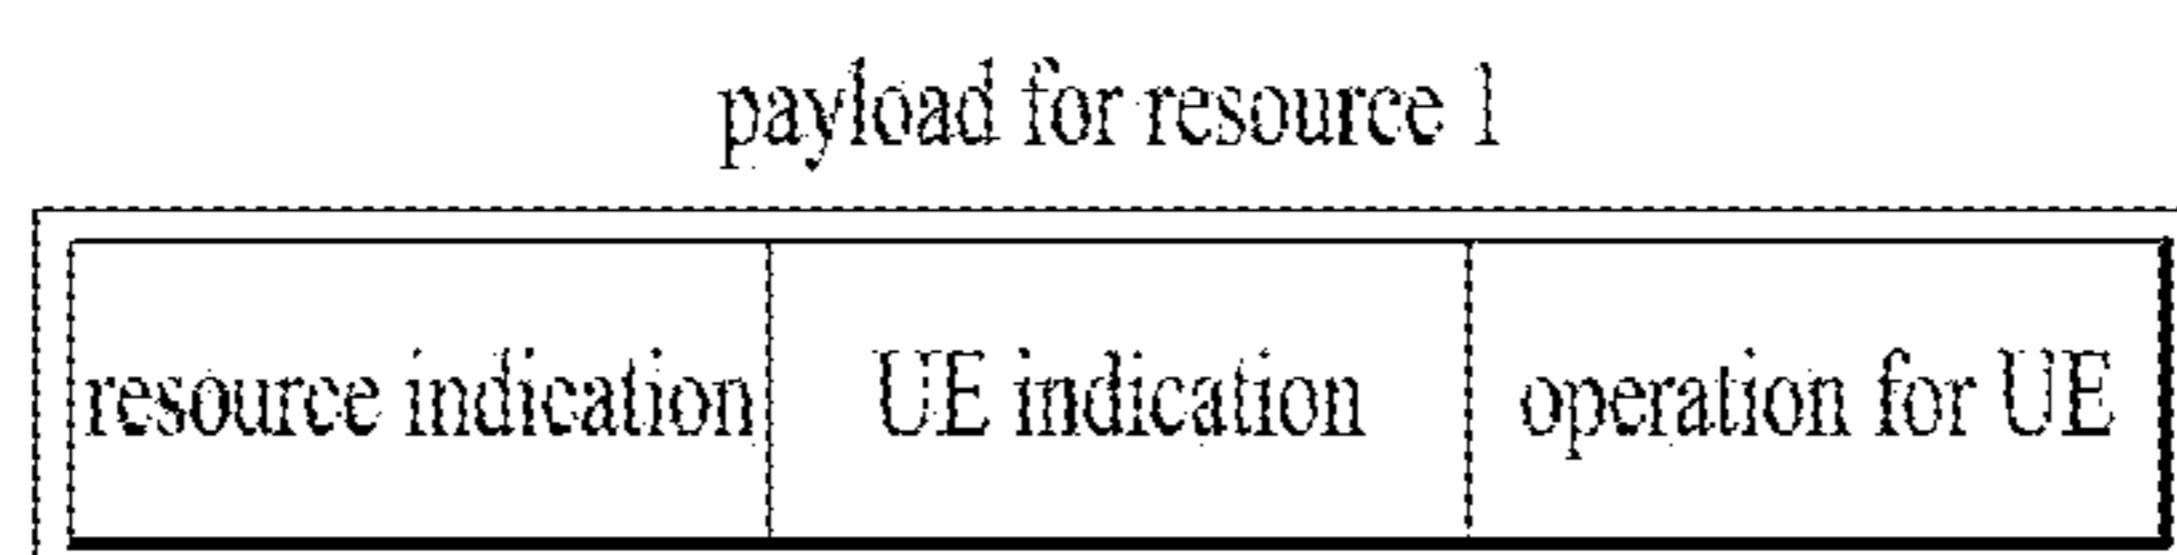 payload for resource 1
resource indication UE indication operation for UE